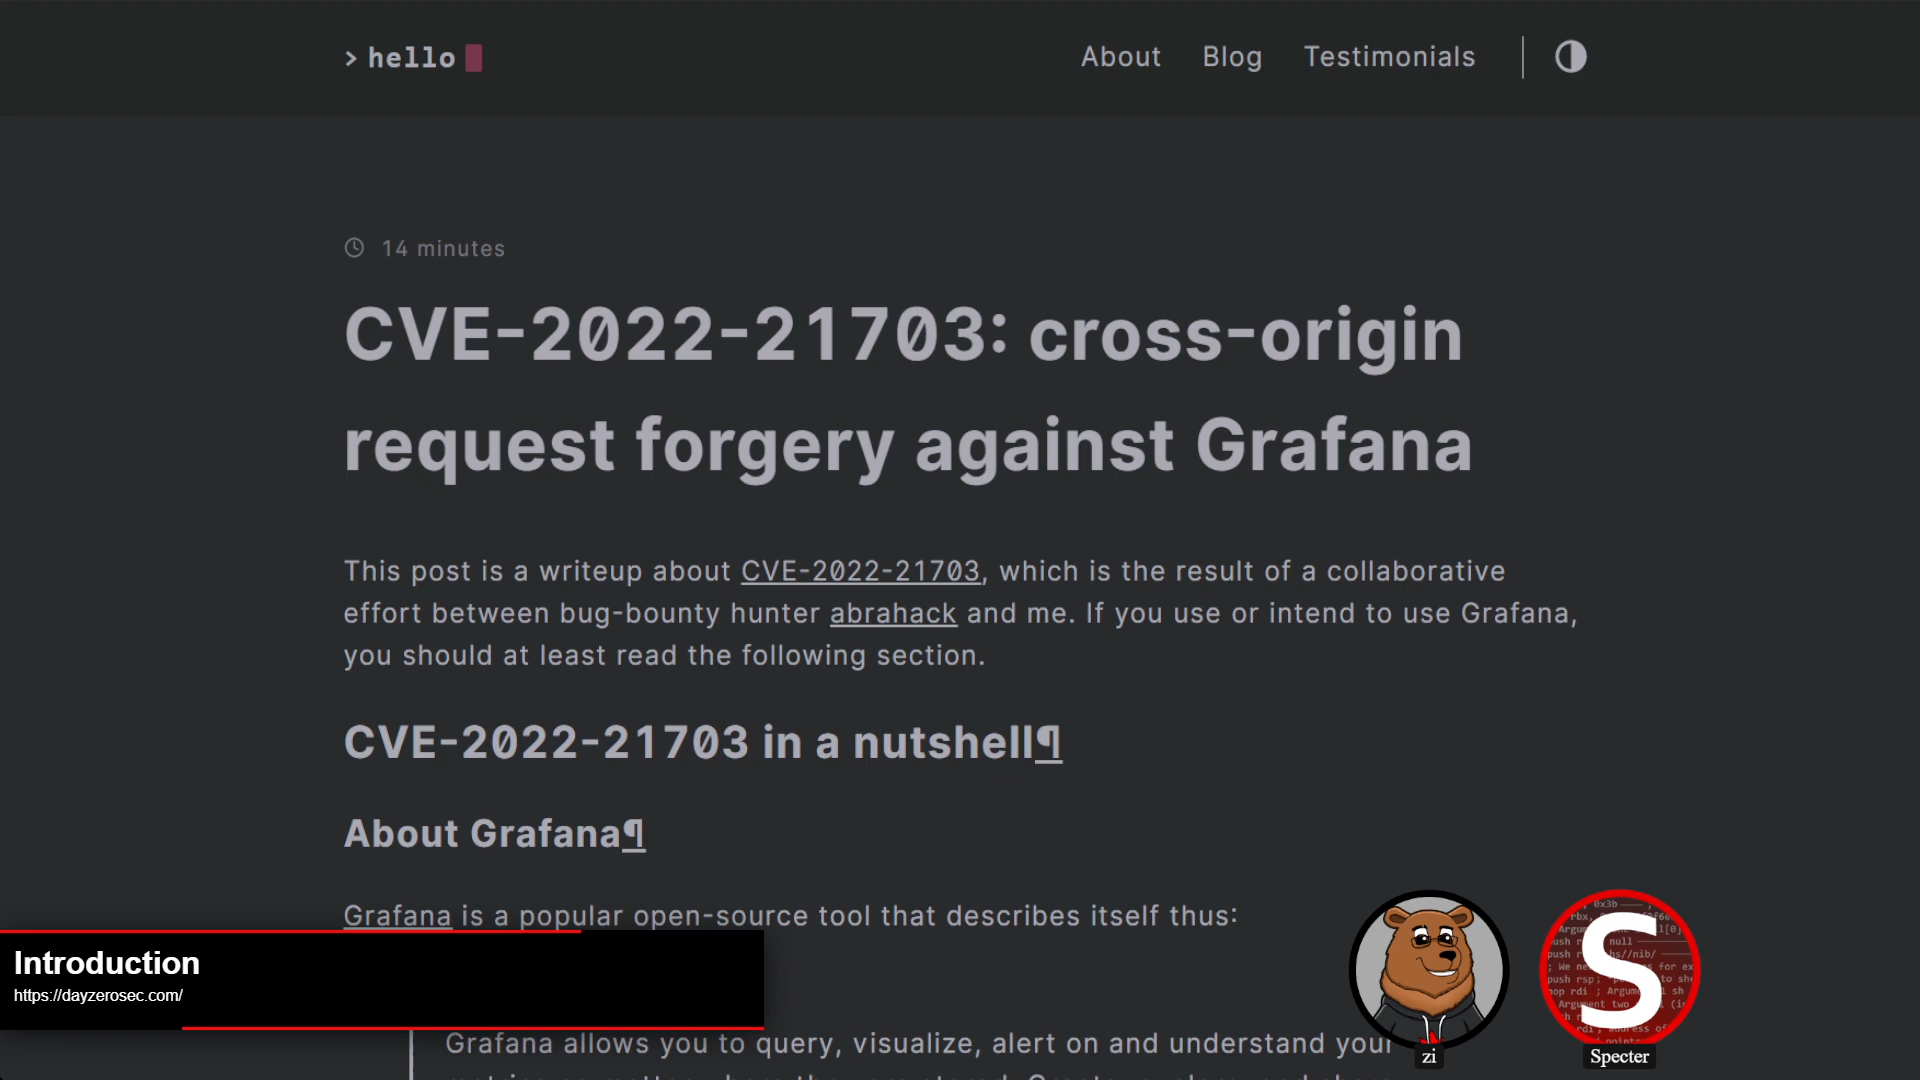 > hello
About Blog Testimonials
14 minutes
CVE-2022-21703: cross-origin
request forgery against Grafana
This post is a writeup about CVE-2022-21703, which is the result of a collaborative
effort between bug-bounty hunter abrahack and me. If you use or intend to use Grafana,
you should at least read the following section.
CVE-2022-21703 in a nutshell¶
About Grafana¶
Grafana is a popular open-source tool that describes itself thus:
Introduction
https://dayzerosec.com/
Grafana allows you to query, visualize, alert on and understand your
S
zi
Specter